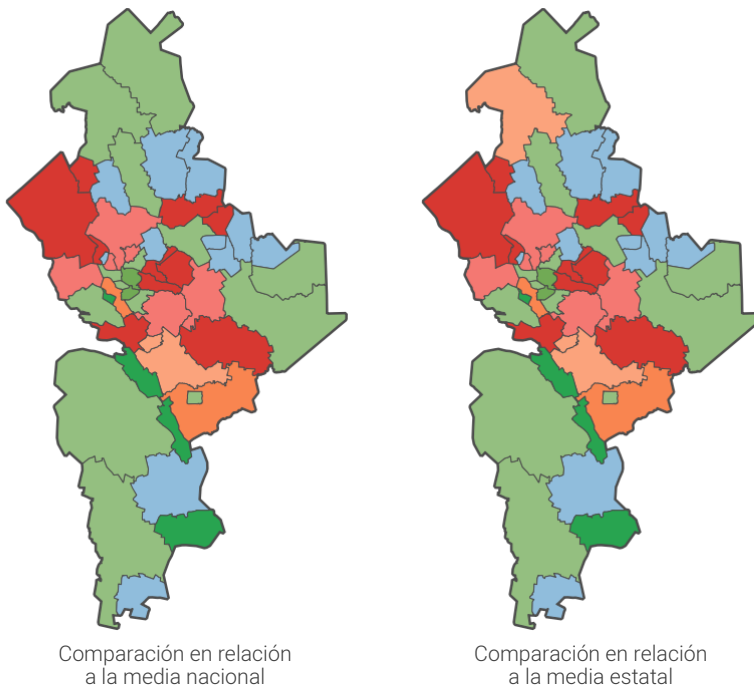 Comparación en relación
a la media nacional
Comparación en relación
a la media estatal